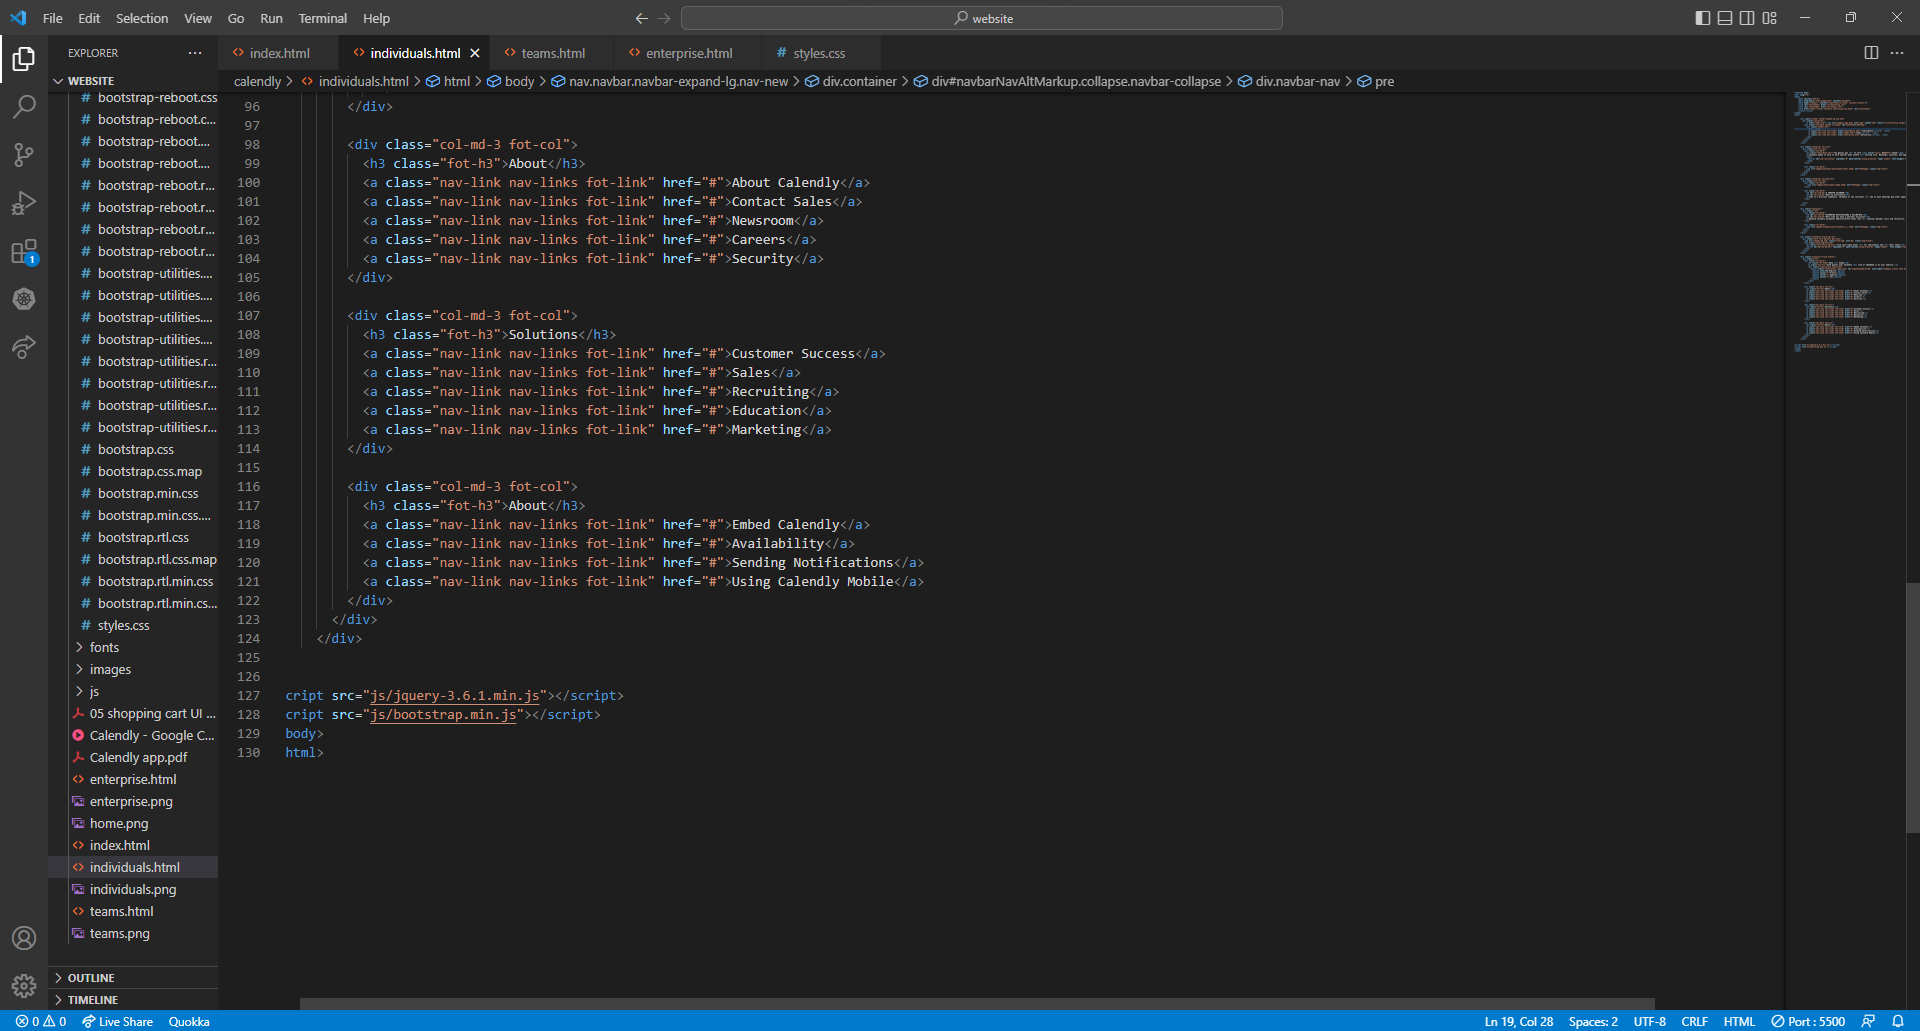 File Edit Selection View Go Run Terminal Help
website
EXPLORER
index.html
individuals.html
teams.html
enterprise.html
styles.css
WEBSITE
calendly > individuals.html > html > body > nav.navbar.navbar-expand-lg.nav-new > div.container > div#navbarNavAltMarkup.collapse.navbar-collapse > div.navbar-nav > pre
bootstrap-reboot.css
bootstrap-reboot.c...
bootstrap-reboot....
bootstrap-reboot....
bootstrap-reboot.r...
bootstrap-reboot.r...
bootstrap-reboot.r...
bootstrap-reboot.r...
bootstrap-utilities....
bootstrap-utilities....
bootstrap-utilities....
bootstrap-utilities....
bootstrap-utilities.r...
bootstrap-utilities.r...
bootstrap-utilities.r...
bootstrap-utilities.r...
bootstrap.css
bootstrap.css.map
bootstrap.min.css
bootstrap.min.css....
bootstrap.rtl.css
bootstrap.rtl.css.map
bootstrap.rtl.min.css
bootstrap.rtl.min.cs...
styles.css
fonts
images
js
05 shopping cart UI ...
Calendly - Google C...
Calendly app.pdf
enterprise.html
enterprise.png
home.png
index.html
individuals.html
individuals.png
teams.html
teams.png
OUTLINE
TIMELINE
1
96 </div>
97
98 <div class="col-md-3 fot-col">
99 <h3 class="fot-h3">About</h3>
100 <a class="nav-link nav-links fot-link" href="#">About Calendly</a>
101 <a class="nav-link nav-links fot-link" href="#">Contact Sales</a>
102 <a class="nav-link nav-links fot-link" href="#">Newsroom</a>
103 <a class="nav-link nav-links fot-link" href="#">Careers</a>
104 <a class="nav-link nav-links fot-link" href="#">Security</a>
105 </div>
106
107 <div class="col-md-3 fot-col">
108 <h3 class="fot-h3">Solutions</h3>
109 <a class="nav-link nav-links fot-link" href="#">Customer Success</a>
110 <a class="nav-link nav-links fot-link" href="#">Sales</a>
111 <a class="nav-link nav-links fot-link" href="#">Recruiting</a>
112 <a class="nav-link nav-links fot-link" href="#">Education</a>
113 <a class="nav-link nav-links fot-link" href="#">Marketing</a>
114 </div>
115
116 <div class="col-md-3 fot-col">
117 <h3 class="fot-h3">About</h3>
118 <a class="nav-link nav-links fot-link" href="#">Embed Calendly</a>
119 <a class="nav-link nav-links fot-link" href="#">Availability</a>
120 <a class="nav-link nav-links fot-link" href="#">Sending Notifications</a>
121 <a class="nav-link nav-links fot-link" href="#">Using Calendly Mobile</a>
122 </div>
123 </div>
124 </div>
125
126
127 cript src="js/jquery-3.6.1.min.js"></script>
128 cript src="js/bootstrap.min.js"></script>
129 body>
130 html>
0 0 Live Share Quokka
Ln 19, Col 28 Spaces: 2 UTF-8 CRLF HTML Port : 5500